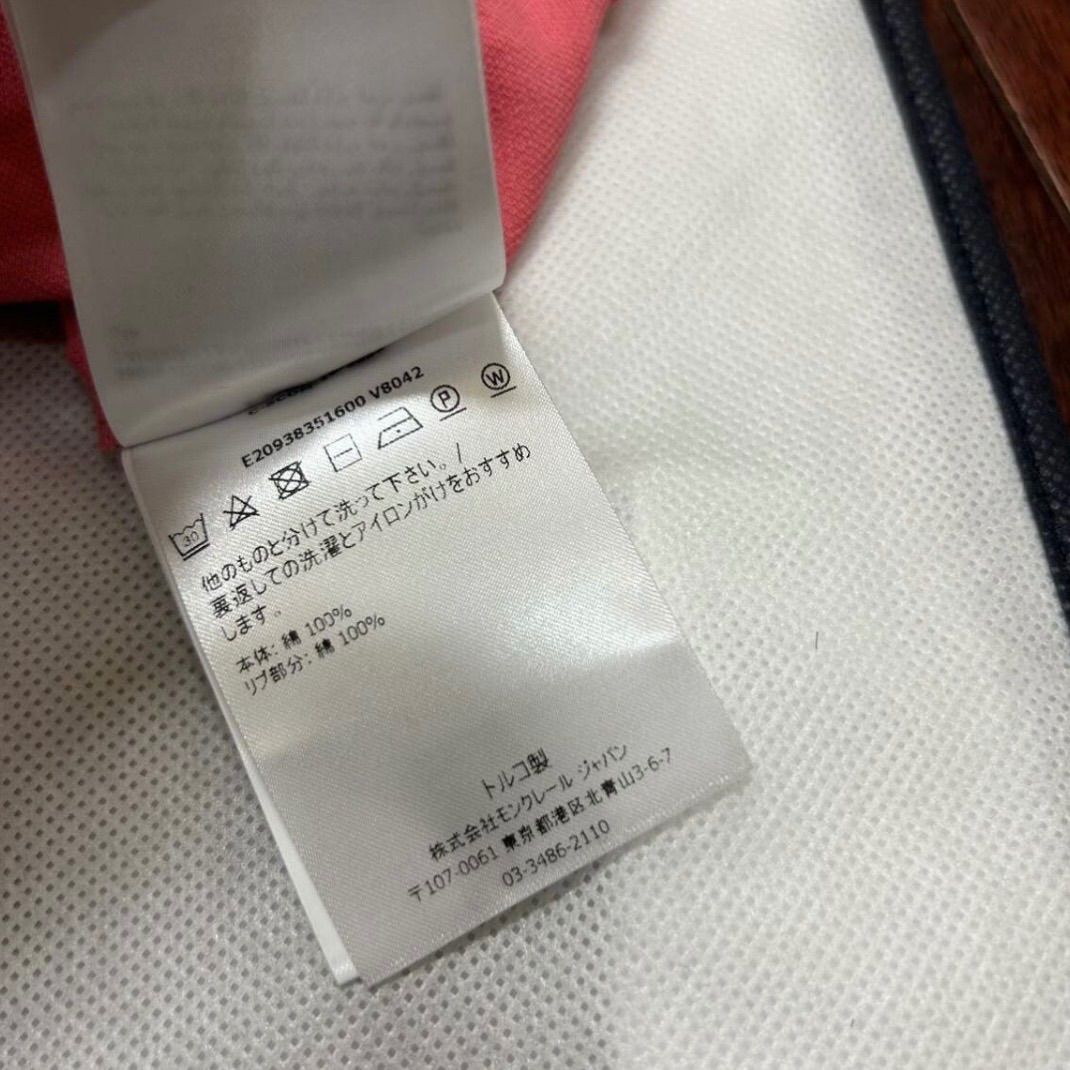 E20938351600 V8042
30 P W
他のものと分けて洗って下さい。/
裏返しての洗濯とアイロンがけをおすすめ
します。
本体: 綿 100%
リブ部分: 綿 100%
トルコ製
株式会社モンクレール ジャパン
〒107-0061 東京都港区北青山3-6-7
03-3486-2110